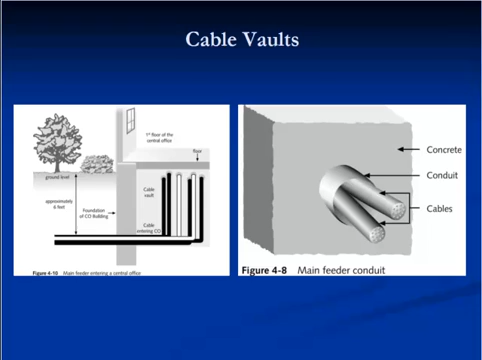 Cable Vaults
1st floor of the
central office
floor
ground level
approximately
6 feet
Foundation
of CO Building
Cable
vault
Cable
entering CO
Figure 4-10 Main feeder entering a central office
Concrete
Conduit
Cables
Figure 4-8 Main feeder conduit